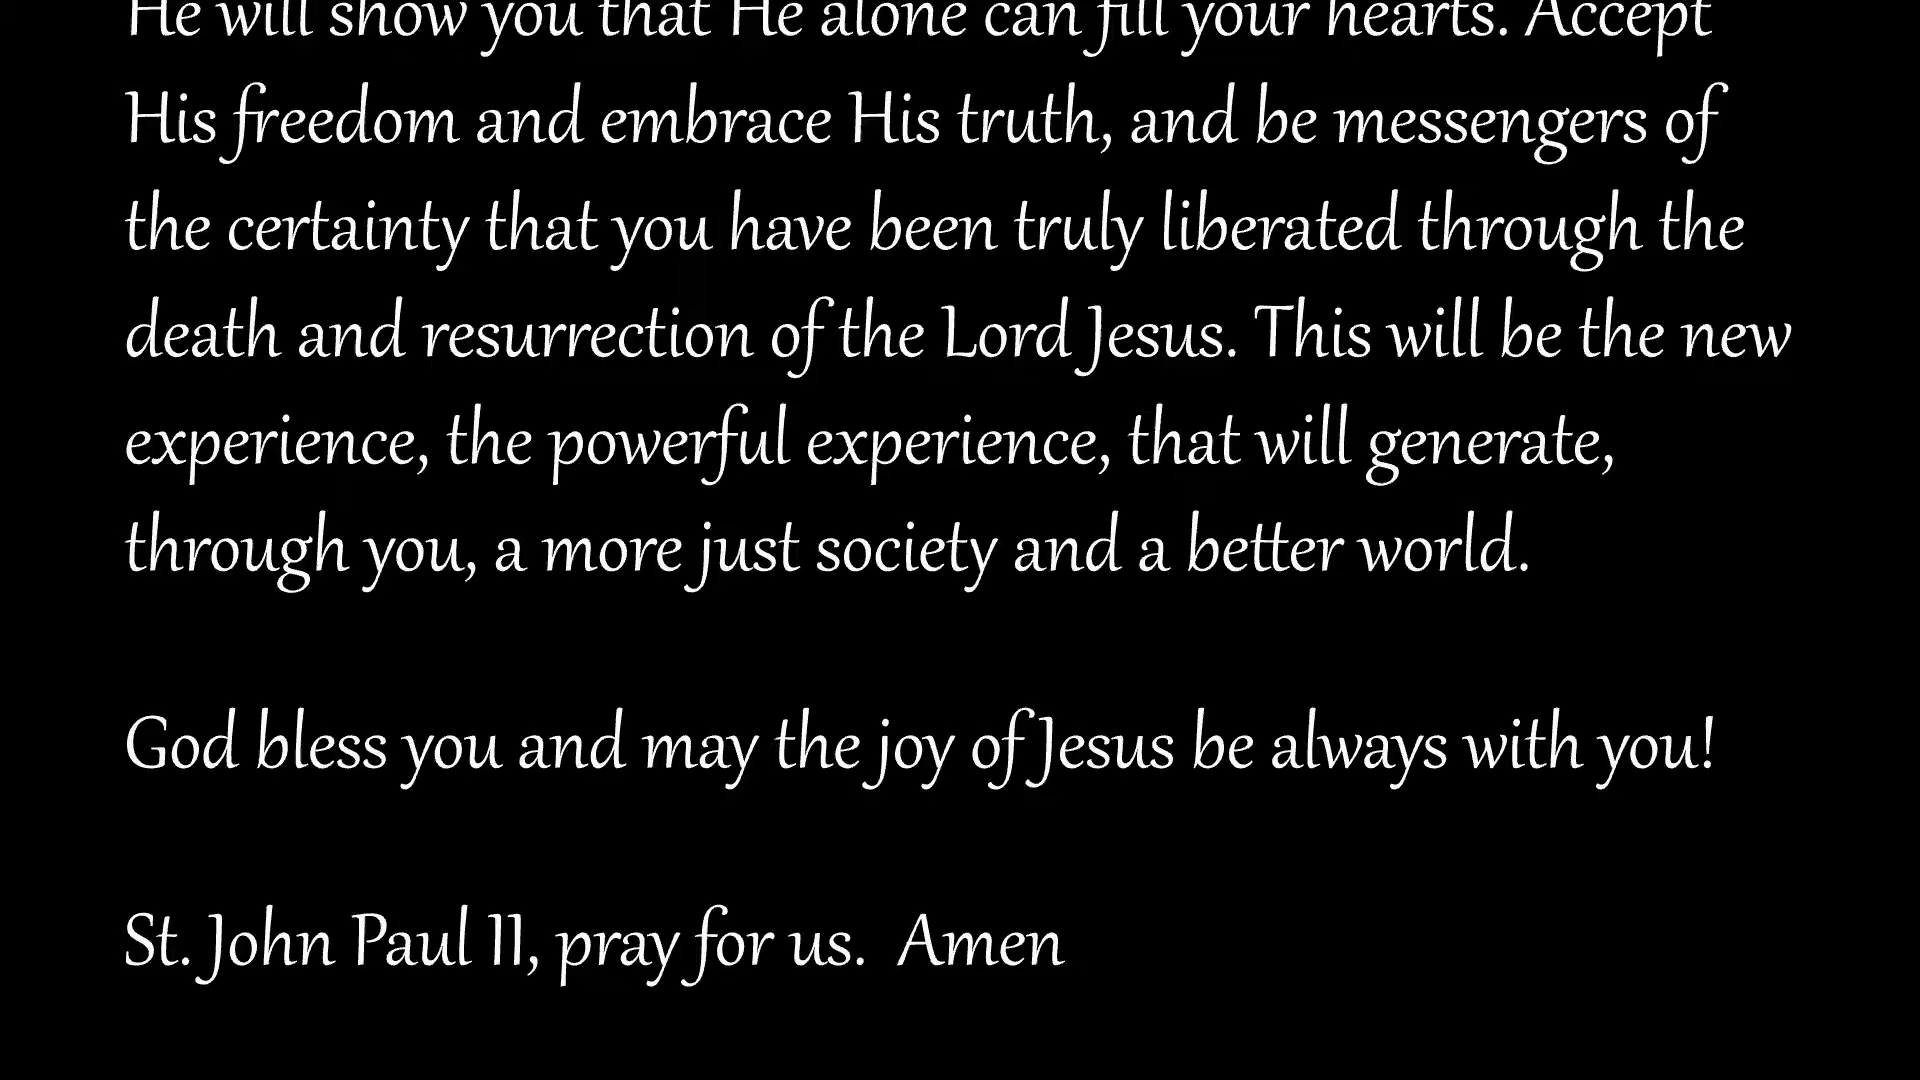 He will show you that He alone can fill your hearts. Accept
His freedom and embrace His truth, and be messengers of
the certainty that you have been truly liberated through the
death and resurrection of the Lord Jesus. This will be the new
experience, the powerful experience, that will generate,
through you, a more just society and a better world.
God bless you and may the joy of Jesus be always with you!
St. John Paul II, pray for us.  Amen